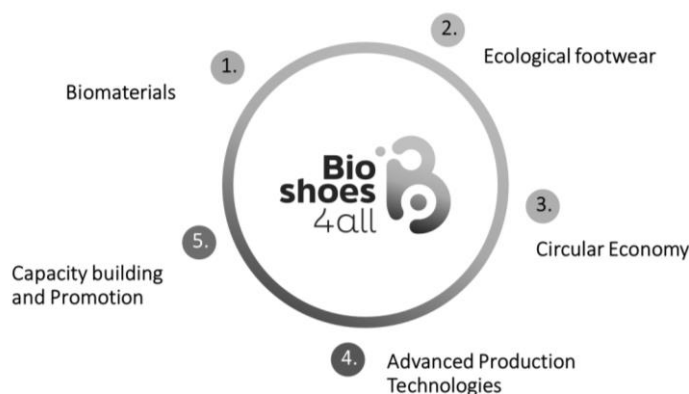 1.
Biomaterials
2.
Ecological footwear
3.
Circular Economy
4.
Advanced Production
Technologies
5.
Capacity building
and Promotion
Bio
shoes
4all